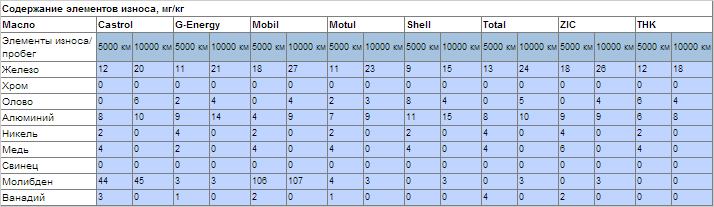 Содержание элементов износа, мг/кг
Масло Castrol G-Energy Mobil Motul Shell Total ZIC ТНК
Элементы износа/пробег 5000 км 10000 км 5000 км 10000 км 5000 км 10000 км 5000 км 10000 км 5000 км 10000 км 5000 км 10000 км 5000 км 10000 км 5000 км 10000 км
Железо 12 20 11 21 18 27 11 23 9 15 13 24 18 26 12 18
Хром 0 0 0 0 0 0 0 0 0 0 0 0 0 0 0 0
Олово 0 6 2 4 0 4 2 3 8 4 0 5 0 4 6 4
Алюминий 8 10 9 14 4 9 7 9 11 15 8 10 9 9 6 8
Никель 2 0 4 0 2 0 2 0 2 0 4 0 4 0 2 0
Медь 4 0 2 0 4 0 4 0 2 0 4 0 6 0 4 0
Свинец 0 0 0 0 0 0 0 0 0 0 0 0 0 0 0 0
Молибден 44 45 3 3 106 107 4 3 0 3 0 3 0 3 0 0
Ванадий 3 0 1 0 2 0 1 0 0 0 4 0 2 0 0 0